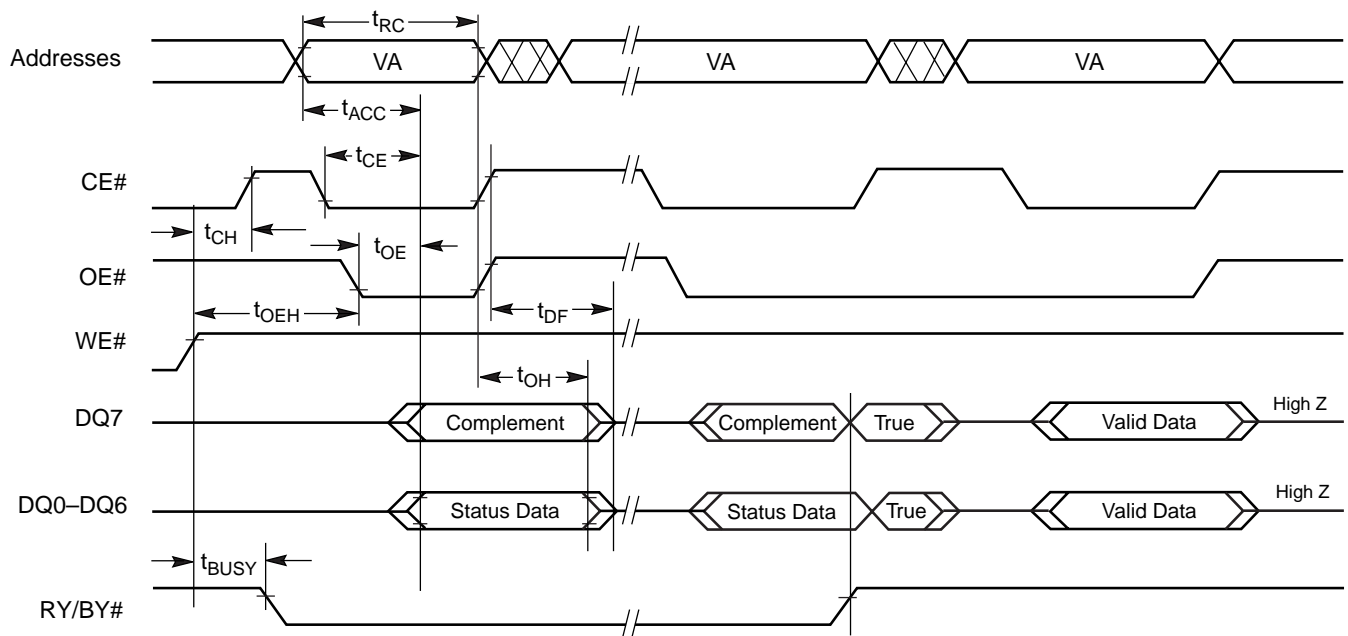 tRC
Addresses VA VA VA
tACC
tCE
CE#
tCH tOE
OE#
tOEH tDF
WE#
tOH
DQ7 Complement Complement True Valid Data High Z
DQ0–DQ6 Status Data Status Data True Valid Data High Z
tBUSY
RY/BY#